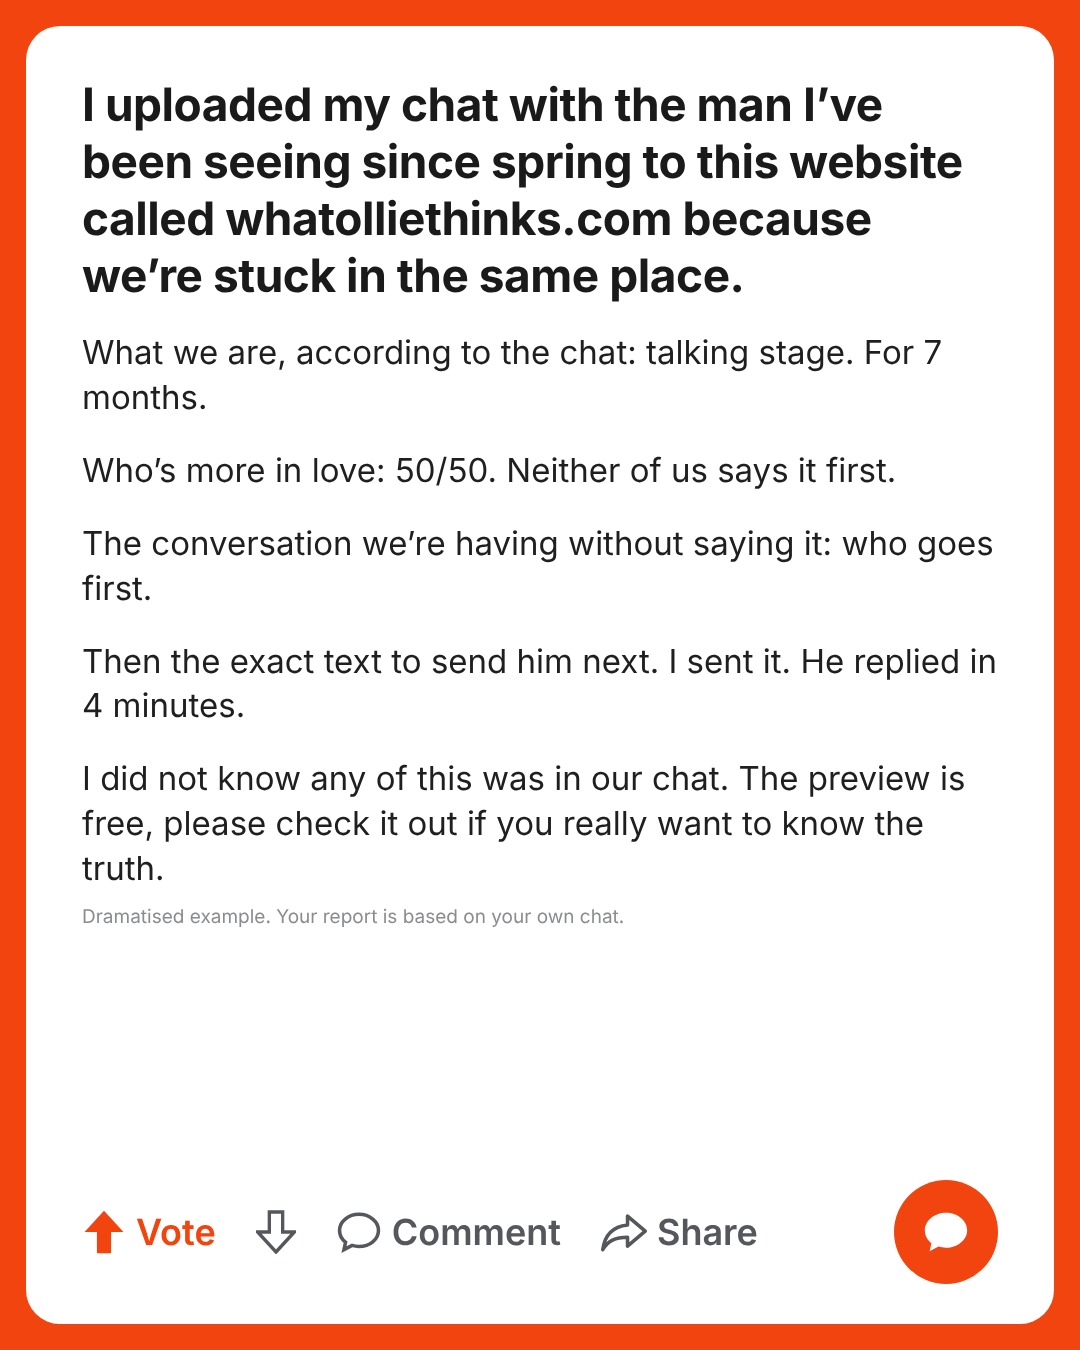 I uploaded my chat with the man I’ve
been seeing since spring to this website
called whatolliethinks.com because
we’re stuck in the same place.
What we are, according to the chat: talking stage. For 7
months.
Who’s more in love: 50/50. Neither of us says it first.
The conversation we’re having without saying it: who goes
first.
Then the exact text to send him next. I sent it. He replied in
4 minutes.
I did not know any of this was in our chat. The preview is
free, please check it out if you really want to know the
truth.
Dramatised example. Your report is based on your own chat.
Vote Comment Share